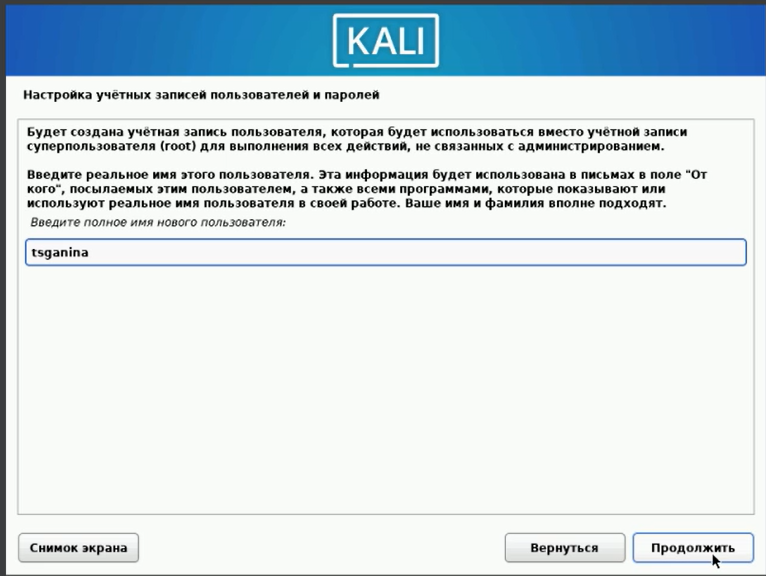 KALI
Настройка учётных записей пользователей и паролей
Будет создана учётная запись пользователя, которая будет использоваться вместо учётной записи
суперпользователя (root) для выполнения всех действий, не связанных с администрированием.
Введите реальное имя этого пользователя. Эта информация будет использована в письмах в поле "От
кого", посылаемых этим пользователем, а также всеми программами, которые показывают или
используют реальное имя пользователя в своей работе. Ваше имя и фамилия вполне подходят.
Введите полное имя нового пользователя:
tsganina
Снимок экрана
Вернуться
Продолжить